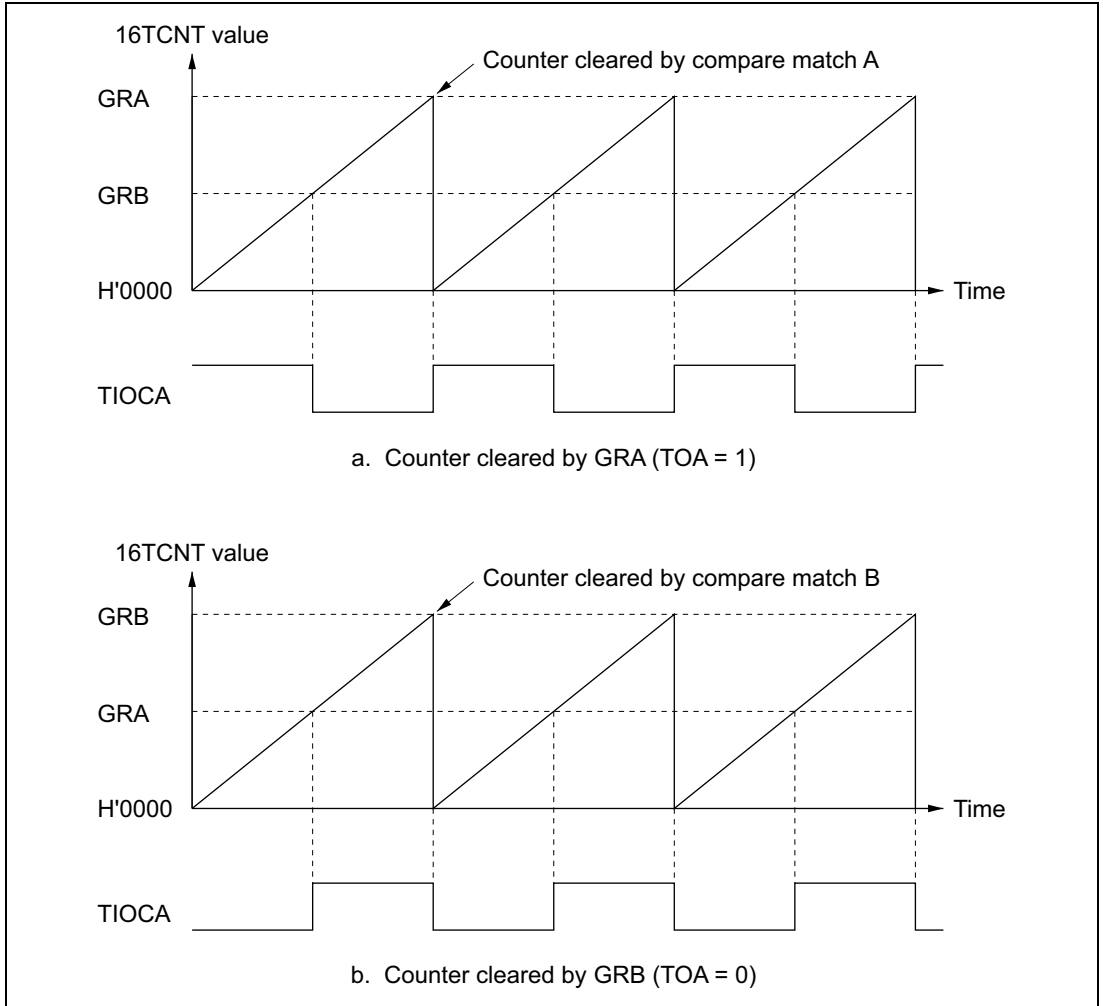 16TCNT value
Counter cleared by compare match A
GRA
GRB
H'0000
Time
TIOCA
a. Counter cleared by GRA (TOA = 1)
16TCNT value
Counter cleared by compare match B
GRB
GRA
H'0000
Time
TIOCA
b. Counter cleared by GRB (TOA = 0)